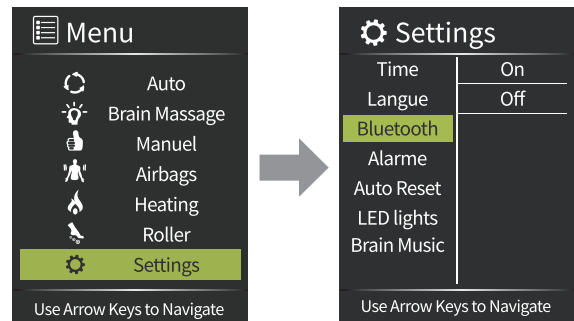 Menu
Auto
Brain Massage
Manuel
Airbags
Heating
Roller
Settings
Use Arrow Keys to Navigate
Settings
Time
On
Langue
Off
Bluetooth
Alarme
Auto Reset
LED lights
Brain Music
Use Arrow Keys to Navigate